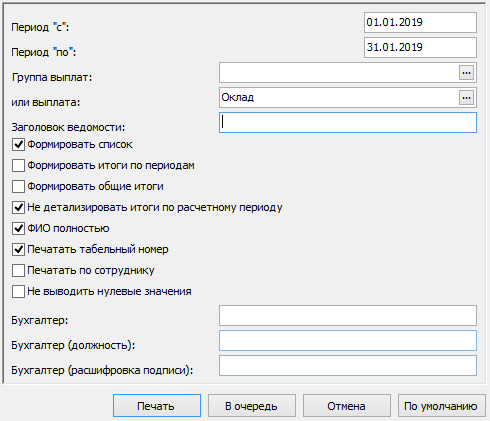 Период "с": 01.01.2019
Период "по": 31.01.2019
Группа выплат: ...
или выплата: Оклад ...
Заголовок ведомости:
Формировать список
Формировать итоги по периодам
Формировать общие итоги
Не детализировать итоги по расчетному периоду
ФИО полностью
Печатать табельный номер
Печатать по сотруднику
Не выводить нулевые значения
Бухгалтер:
Бухгалтер (должность):
Бухгалтер (расшифровка подписи):
Печать В очередь Отмена По умолчанию